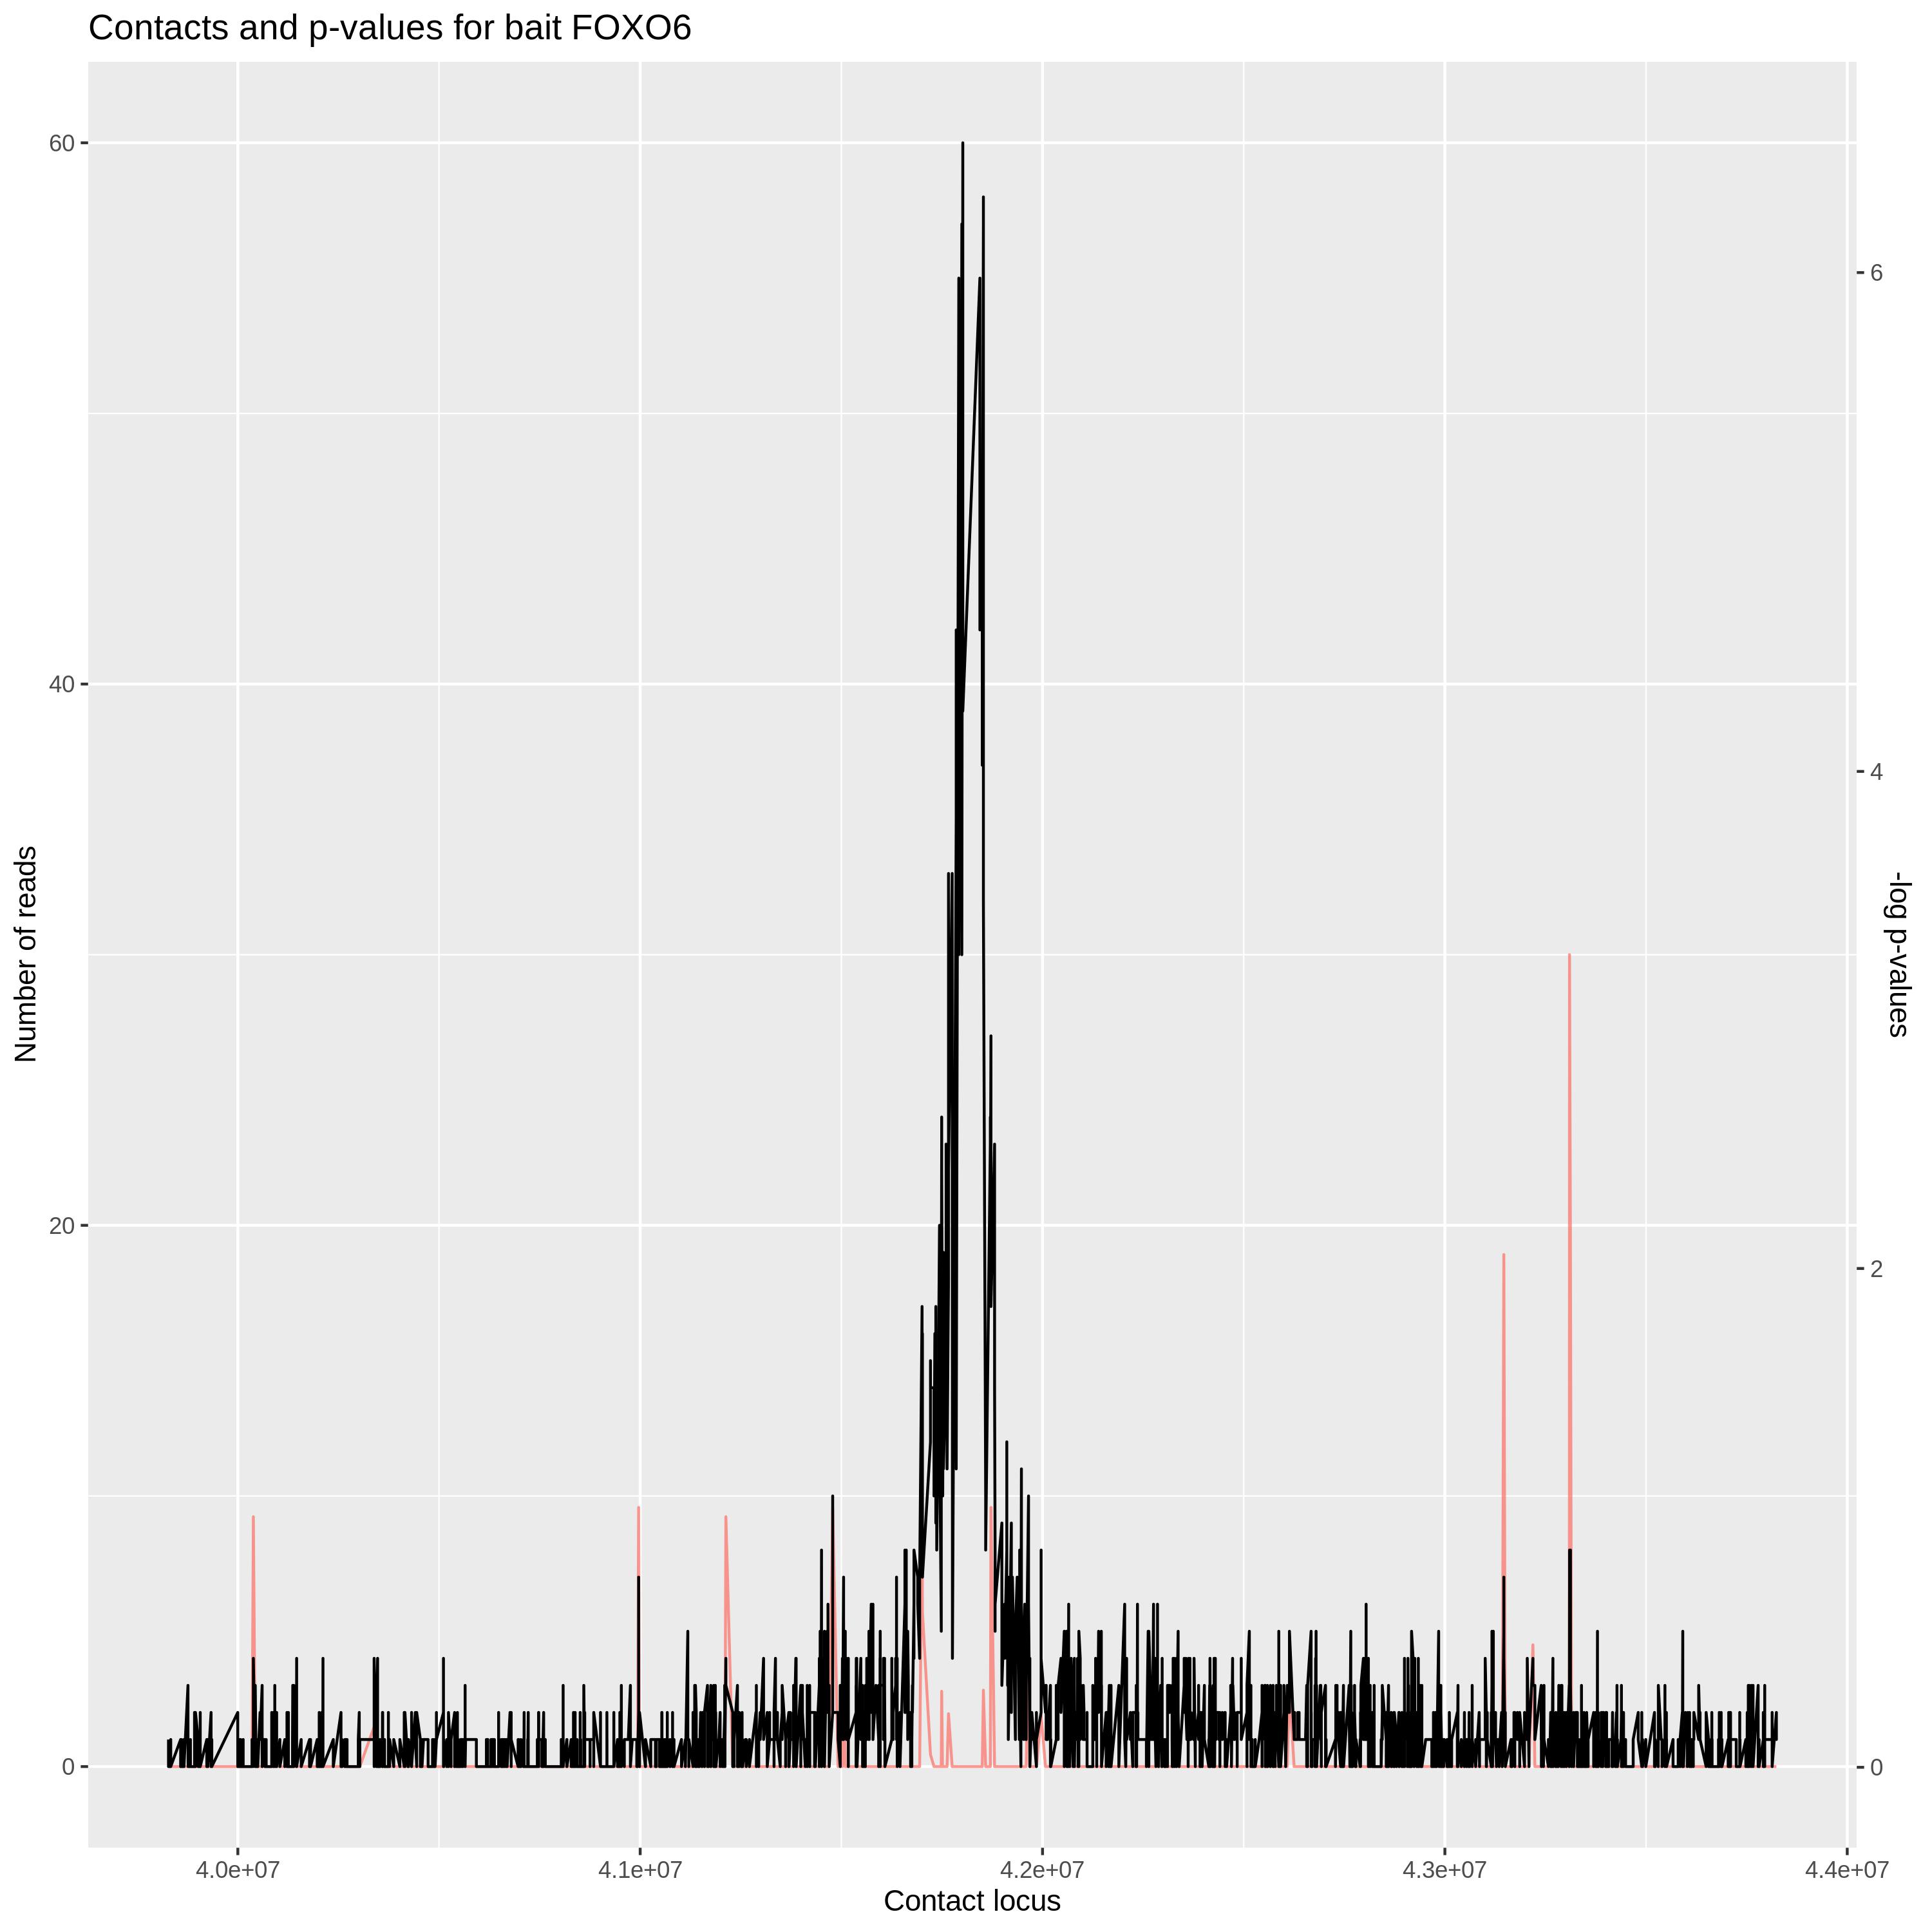 Contacts and p-values for bait FOXO6
60
40
20
0
Number of reads
6
4
2
0
-log p-values
4.0e+07 4.1e+07 4.2e+07 4.3e+07 4.4e+07
Contact locus